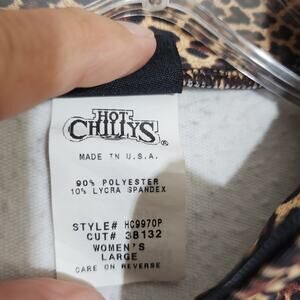 HOT
CHILLYS®
MADE IN U.S.A.
90% POLYESTER
10% LYCRA SPANDEX
STYLE# HC9970P
CUT# 38132
WOMEN'S
LARGE
CARE ON REVERSE